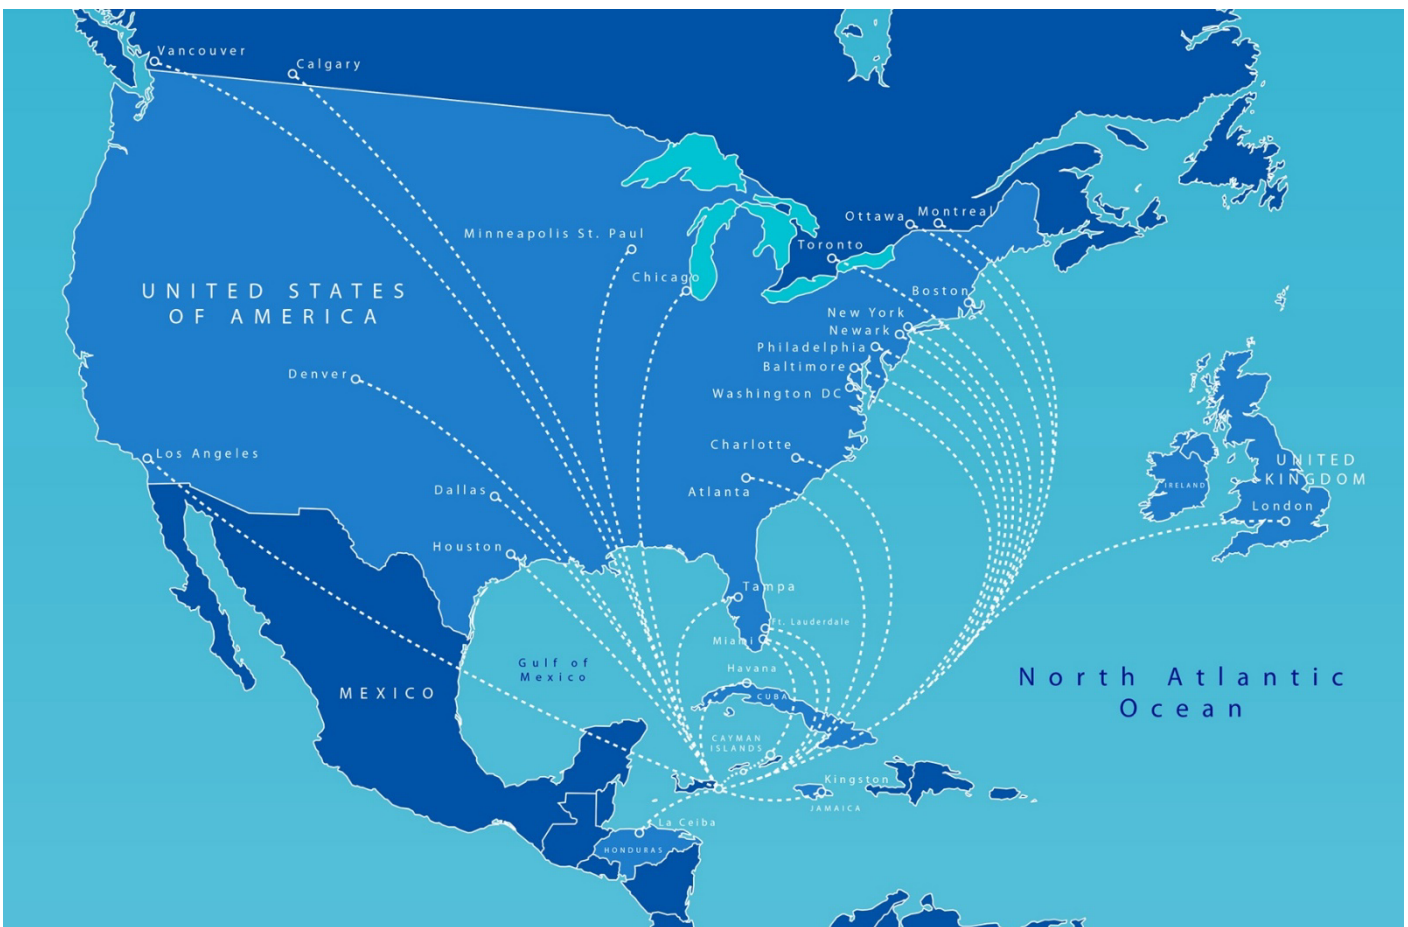 Vancouver
Calgary
Ottawa
Montreal
Minneapolis St. Paul
Toronto
Chicago
UNITED STATES
OF AMERICA
Boston
New York
Newark
Philadelphia
Baltimore
Denver
Washington DC
Charlotte
Los Angeles
UNITED
KINGDOM
IRELAND
Dallas
Atlanta
London
Houston
Tampa
Ft. Lauderdale
Miami
Gulf of
Mexico
Havana
North Atlantic
Ocean
MEXICO
CUBA
CAYMAN
ISLANDS
Kingston
JAMAICA
La Ceiba
HONDURAS